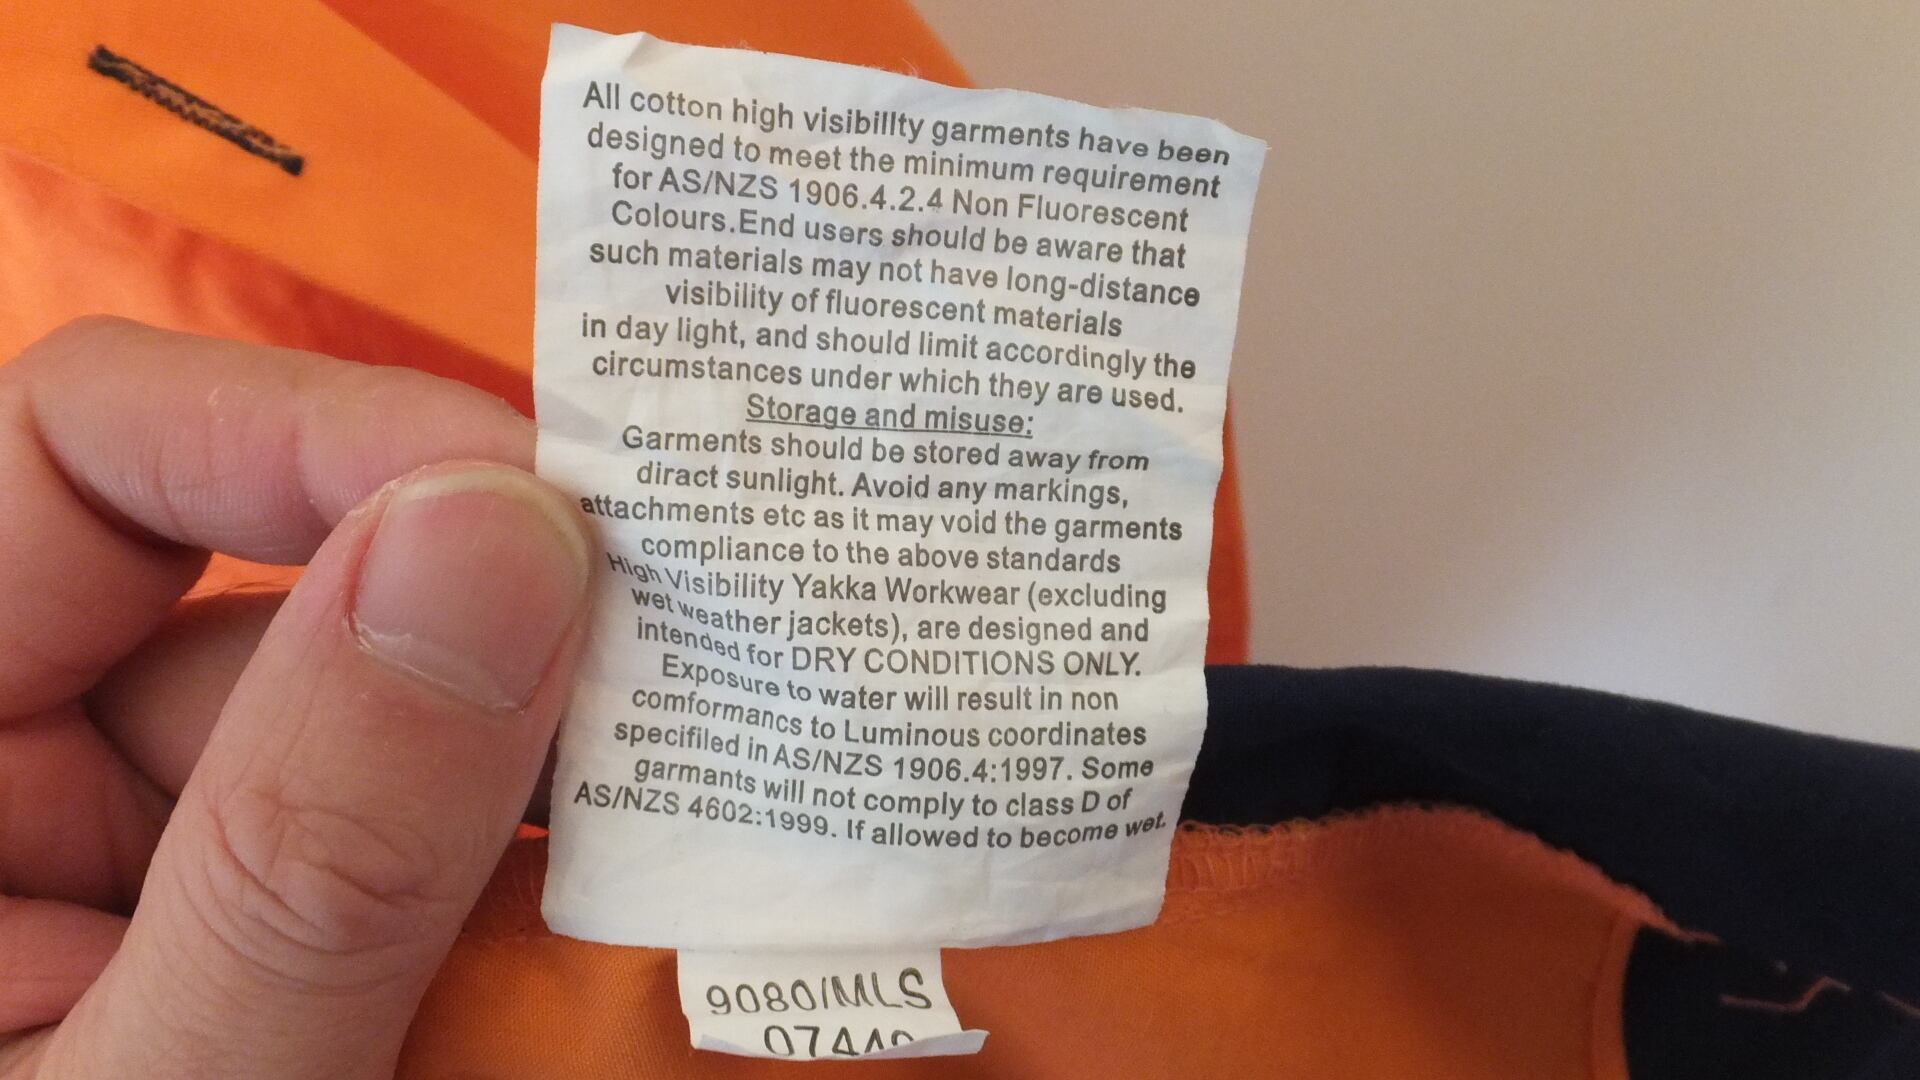 All cotton high visibility garments have been
designed to meet the minimum requirement
for AS/NZS 1906.4.2.4 Non Fluorescent
Colours.End users should be aware that
such materials may not have long-distance
visibility of fluorescent materials
in day light, and should limit accordingly the
circumstances under which they are used.
Storage and misuse:
Garments should be stored away from
diract sunlight. Avoid any markings,
attachments etc as it may void the garments
compliance to the above standards
High Visibility Yakka Workwear (excluding
wet weather jackets), are designed and
intended for DRY CONDITIONS ONLY.
Exposure to water will result in non
comformancs to Luminous coordinates
specifiled in AS/NZS 1906.4:1997. Some
garmants will not comply to class D of
AS/NZS 4602:1999. If allowed to become wet.
9080/MLS